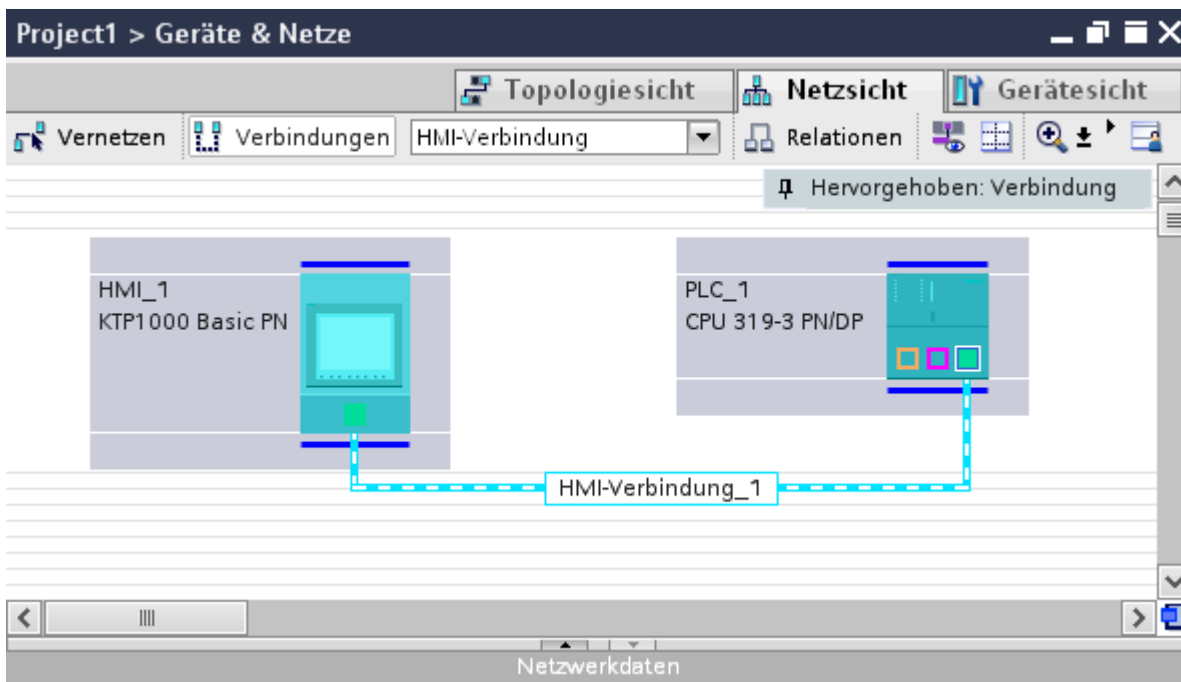 Project1 > Geräte & Netze
Topologiesicht
Netzsicht
Gerätesicht
Vernetzen
Verbindungen
HMI-Verbindung
Relationen
Hervorgehoben: Verbindung
HMI_1
KTP1000 Basic PN
PLC_1
CPU 319-3 PN/DP
HMI-Verbindung_1
Netzwerkdaten